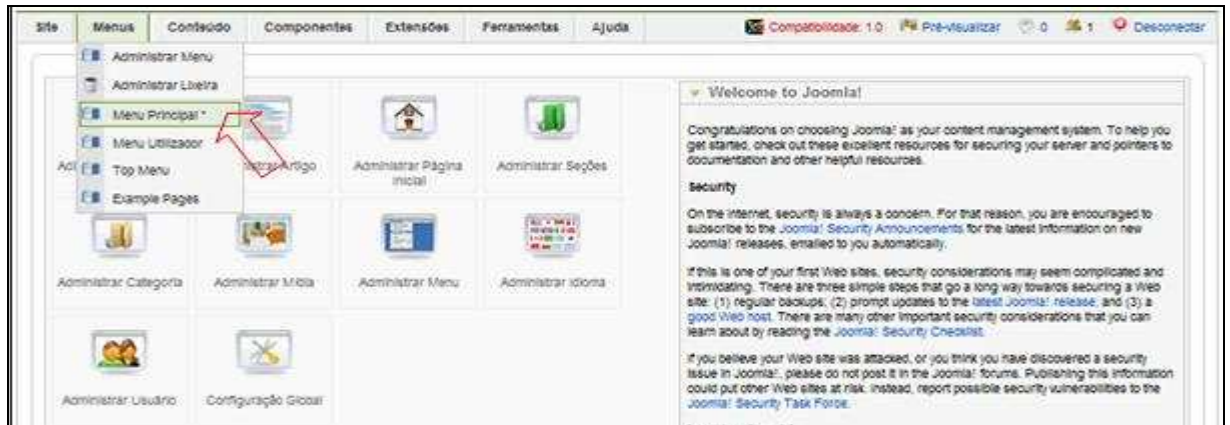 Site Menus Conteúdo Componentes Extensões Ferramentas Ajuda Compatibilidade: 1.0 Pré-visualizar 0 1 Desconectar
Administrar Menu
Administrar Lixeira
Menu Principal *
Menu Utilizador
Top Menu
Example Pages
Artigo
Administrar Página
Inicial
Administrar Seções
Administrar Categoria
Administrar Mídia
Administrar Menu
Administrar Idioma
Administrar Usuário
Configuração Global
Welcome to Joomla!
Congratulations on choosing Joomla! as your content management system. To help you
get started, check out these excellent resources for securing your server and pointers to
documentation and other helpful resources.
Security
On the Internet, security is always a concern. For that reason, you are encouraged to
subscribe to the Joomla! Security Announcements for the latest information on new
Joomla! releases, emailed to you automatically.
If this is one of your first Web sites, security considerations may seem complicated and
intimidating. There are three simple steps that go a long way towards securing a Web
site: (1) regular backups; (2) prompt updates to the latest Joomla! release; and (3) a
good Web host. There are many other important security considerations that you can
learn about by reading the Joomla! Security Checklist.
If you believe your Web site was attacked, or you think you have discovered a security
issue in Joomla!, please do not post it in the Joomla! forums. Publishing this information
could put other Web sites at risk. Instead, report possible security vulnerabilities to the
Joomla! Security Task Force.